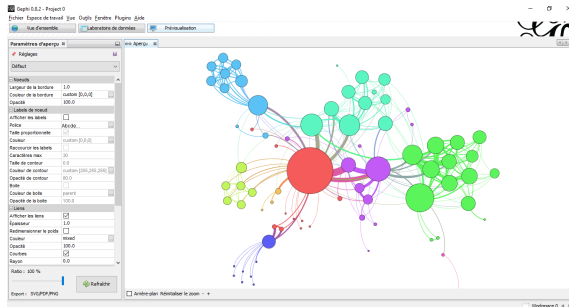 Gephi 0.8.2 - Project 0
Fichier Espace de travail Vue Outils Fenêtre Plugins Aide
Vue d'ensemble
Laboratoire de données
Prévisualisation
Paramètres d'aperçu
Aperçu
Réglages
Défaut
Noeuds
Largeur de la bordure 1.0
Couleur de la bordure custom [0,0,0]
Opacité 100.0
Labels de noeud
Afficher les labels
Police Abcde...
Taille proportionnelle
Couleur custom [0,0,0]
Raccourcir les labels
Caractères max 30
Taille de contour 0.0
Couleur de contour custom [255,255,255]
Opacité de contour 80.0
Boite
Couleur de boite parent
Opacité de la boite 100.0
Liens
Afficher les liens
Épaisseur 1.0
Redimensionner le poids
Couleur mixed
Opacité 100.0
Courbes
Rayon 0.0
Ratio : 100 %
Rafraîchir
Export : SVG/PDF/PNG
Arrière-plan Réinitialiser le zoom - +
Workspace 0